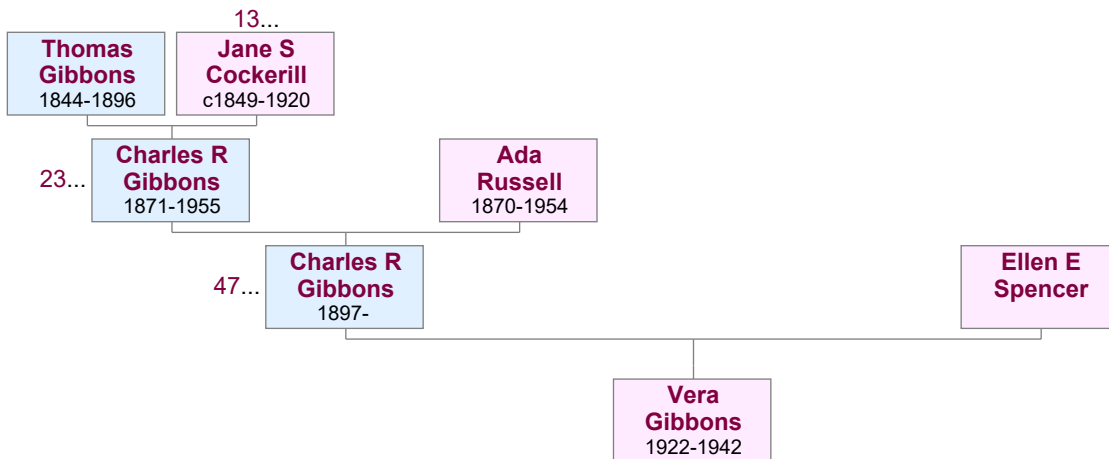 13...
Thomas
Gibbons
1844-1896
Jane S
Cockerill
c1849-1920
23...
Charles R
Gibbons
1871-1955
Ada
Russell
1870-1954
47...
Charles R
Gibbons
1897-
Ellen E
Spencer
Vera
Gibbons
1922-1942